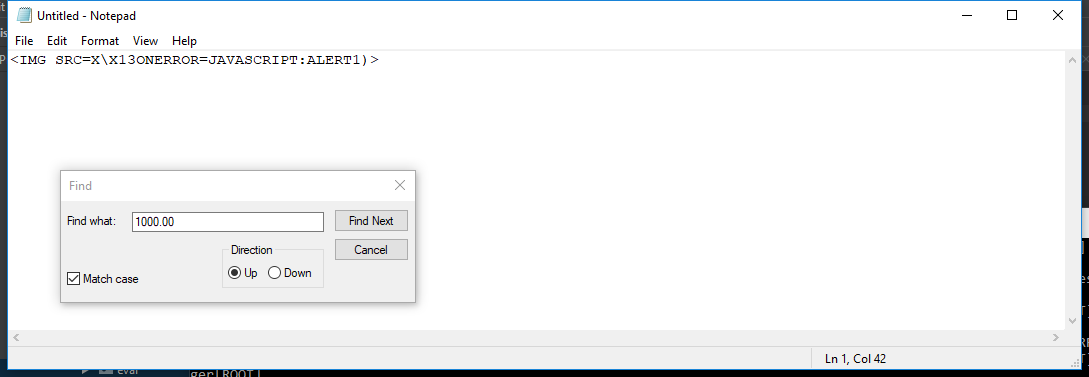 Untitled - Notepad
File Edit Format View Help
<IMG SRC=X\X13ONERROR=JAVASCRIPT:ALERT1)>
Find
Find what: 1000.00 Find Next
Direction Cancel
Up Down
Match case
Ln 1, Col 42
eval
ger[ROOT]